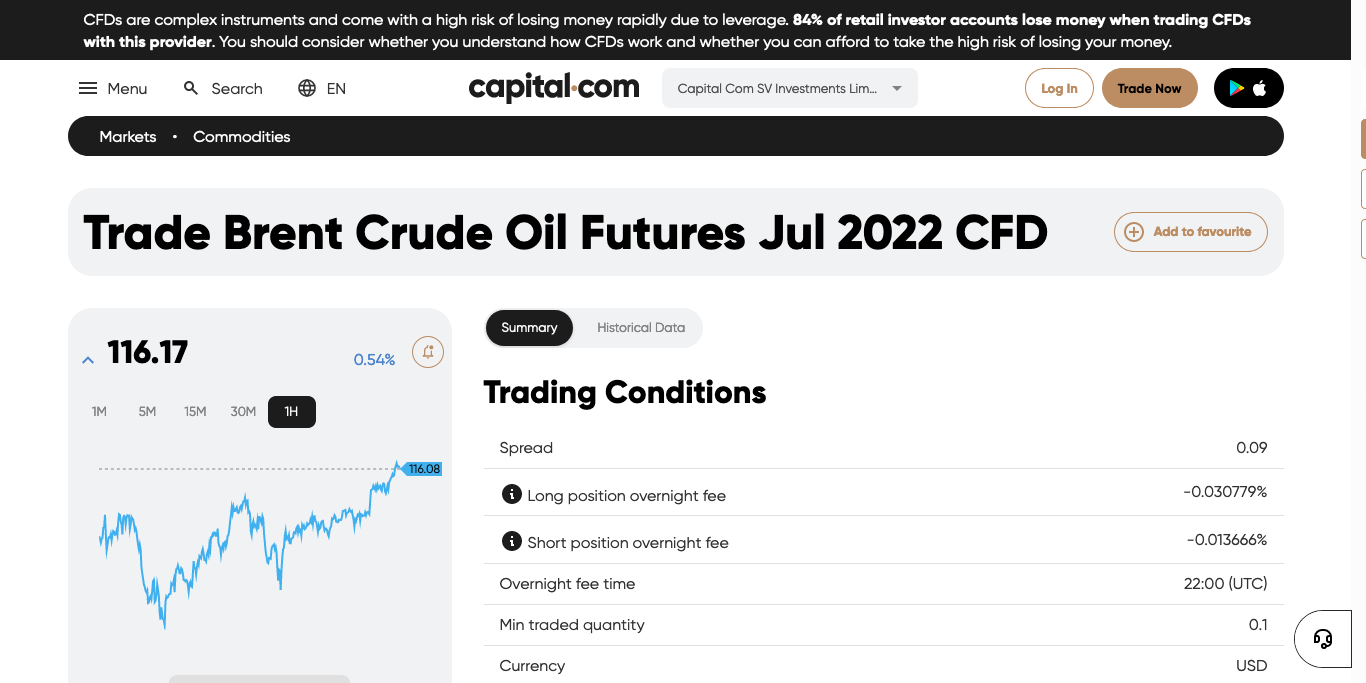 CFDs are complex instruments and come with a high risk of losing money rapidly due to leverage. 84% of retail investor accounts lose money when trading CFDs
with this provider. You should consider whether you understand how CFDs work and whether you can afford to take the high risk of losing your money.
Menu Search EN capital.com Capital Com SV Investments Lim... Log In Trade Now
Markets • Commodities
Trade Brent Crude Oil Futures Jul 2022 CFD Add to favourite
116.17 0.54%
1M 5M 15M 30M 1H
116.08
Summary Historical Data
Trading Conditions
Spread 0.09
Long position overnight fee -0.030779%
Short position overnight fee -0.013666%
Overnight fee time 22:00 (UTC)
Min traded quantity 0.1
Currency USD